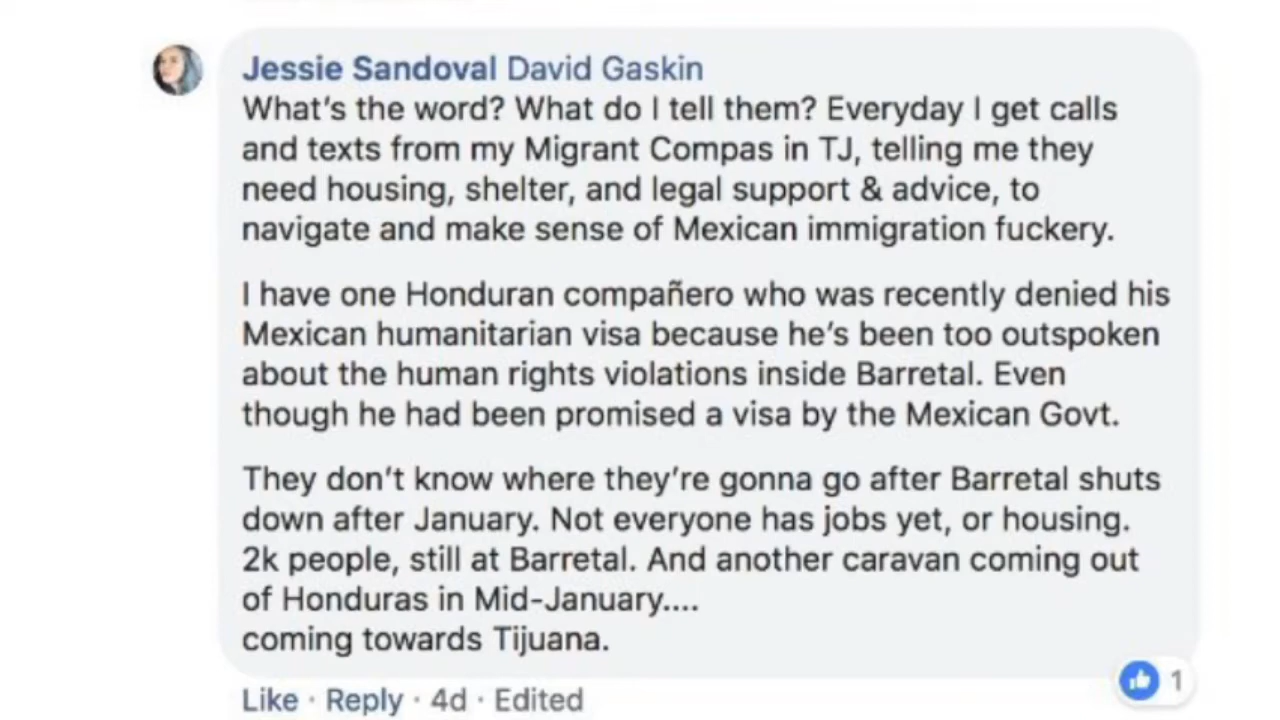 Jessie Sandoval David Gaskin
What's the word? What do I tell them? Everyday I get calls
and texts from my Migrant Compas in TJ, telling me they
need housing, shelter, and legal support & advice, to
navigate and make sense of Mexican immigration fuckery.
I have one Honduran compañero who was recently denied his
Mexican humanitarian visa because he's been too outspoken
about the human rights violations inside Barretal. Even
though he had been promised a visa by the Mexican Govt.
They don't know where they're gonna go after Barretal shuts
down after January. Not everyone has jobs yet, or housing.
2k people, still at Barretal. And another caravan coming out
of Honduras in Mid-January....
coming towards Tijuana.
Like · Reply · 4d · Edited
1